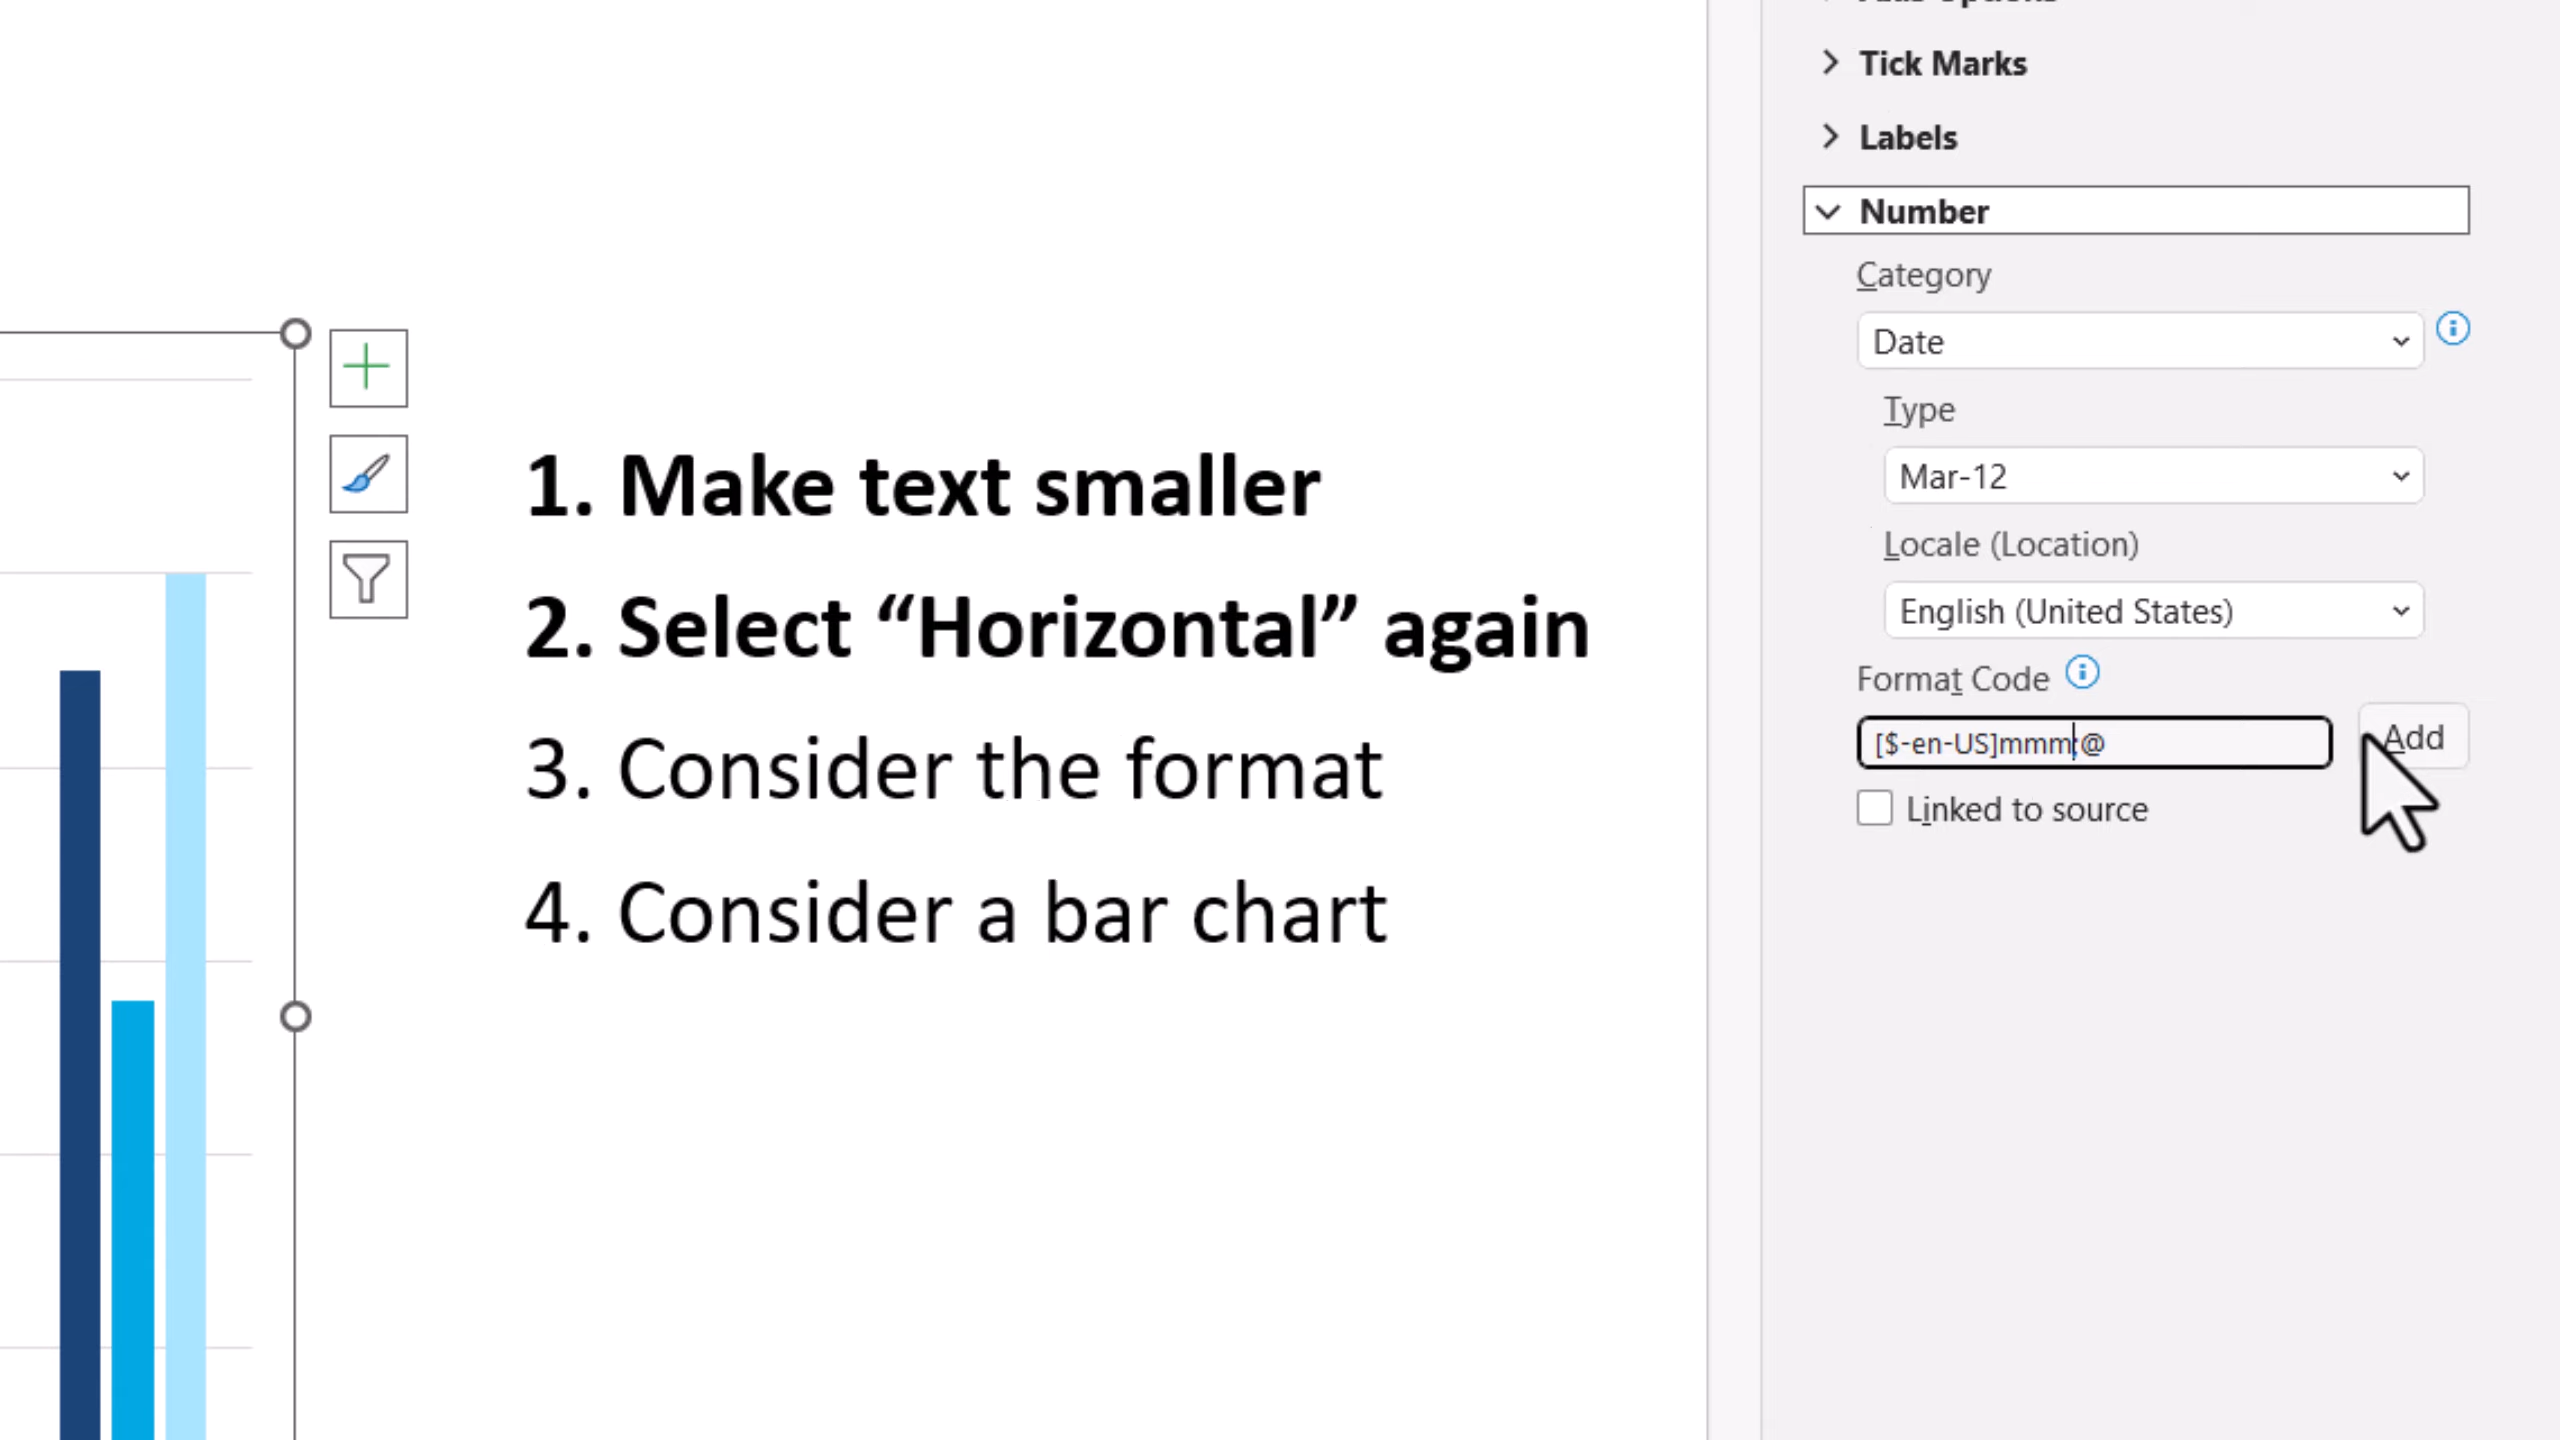 1. Make text smaller
2. Select “Horizontal” again
3. Consider the format
4. Consider a bar chart
Tick Marks
Labels
Number
Category
Date
Type
Mar-12
Locale (Location)
English (United States)
Format Code
[$-en-US]mmm;@
Add
Linked to source